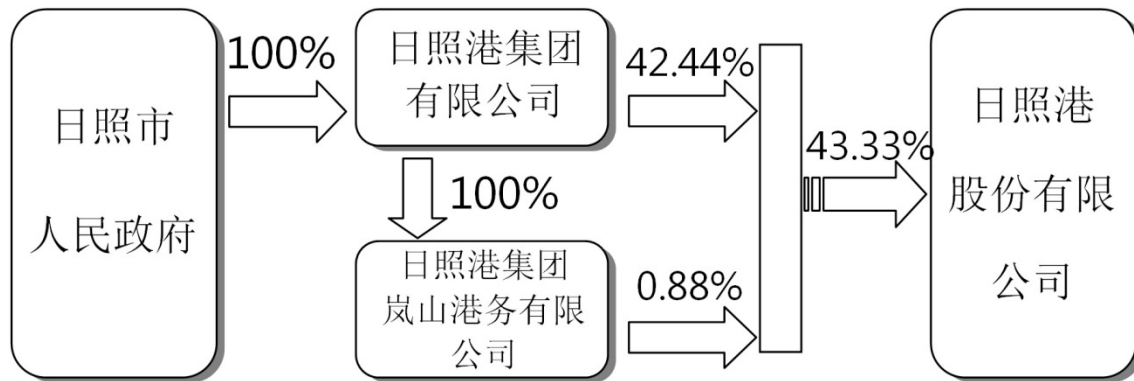 日照市
人民政府
100%
日照港集团
有限公司
100%
日照港集团
岚山港务有限
公司
42.44%
0.88%
43.33%
日照港
股份有限
公司